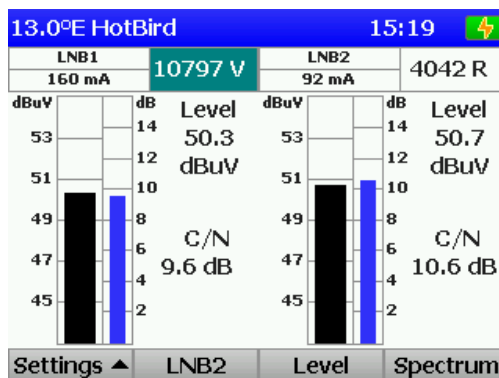 13.0ºE HotBird 15:19
LNB1 10797 V LNB2 4042 R
160 mA 92 mA
dBuV dB Level dBuV dB Level
14 14
53 50.3 53 50.7
12 dBuV 12 dBuV
51 51
10 10
49 49
8 8
C/N C/N
6 6
47 9.6 dB 47 10.6 dB
4 4
45 45
2 2
Settings ▲ LNB2 Level Spectrum